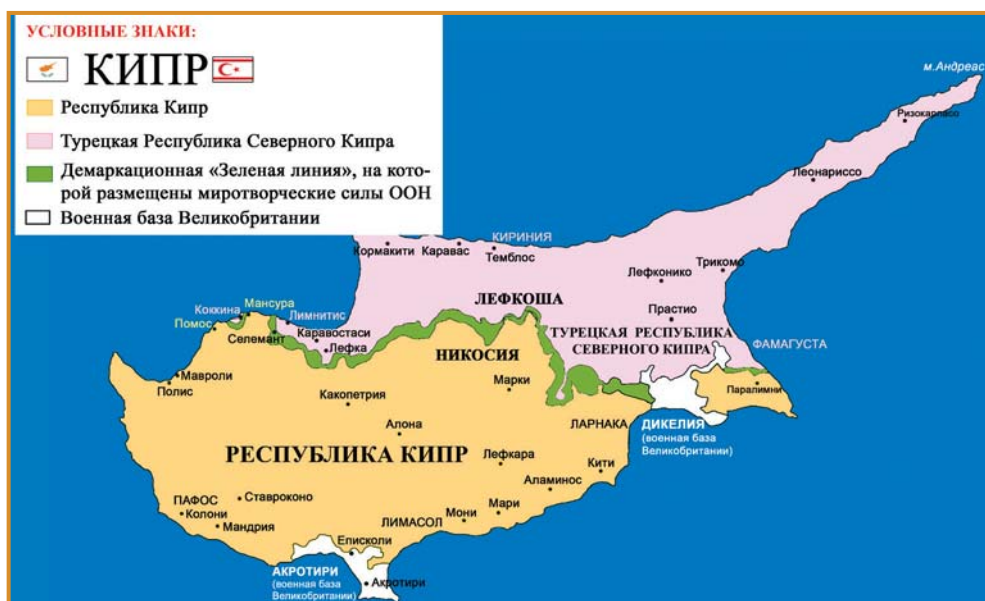 УСЛОВНЫЕ ЗНАКИ:
КИПР
Республика Кипр
Турецкая Республика Северного Кипра
Демаркационная «Зеленая линия», на кото-
рой размещены миротворческие силы ООН
Военная база Великобритании
м.Андреас
Ризокарпасо
Леонариссо
КИРИНИЯ
Кормакити
Каравас
Темблос
Трикомо
Лефконико
ЛЕФКОША
Прастио
Мансура
Коккина
Лимнитис
Помос
Каравостаси
Селемант
Лефка
ТУРЕЦКАЯ РЕСПУБЛИКА
СЕВЕРНОГО КИПРА
ФАМАГУСТА
НИКОСИЯ
Мавроли
Полис
Марки
Паралимни
Какопетрия
Алона
ЛАРНАКА
ДИКЕЛИЯ
(военная база
Великобритании)
РЕСПУБЛИКА КИПР
Лефкара
Кити
Аламинос
Ставроконо
ПАФОС
Колони
Мандрия
Мари
Мони
ЛИМАСОЛ
Епископи
АКРОТИРИ
(военная база
Великобритании)
Акротири